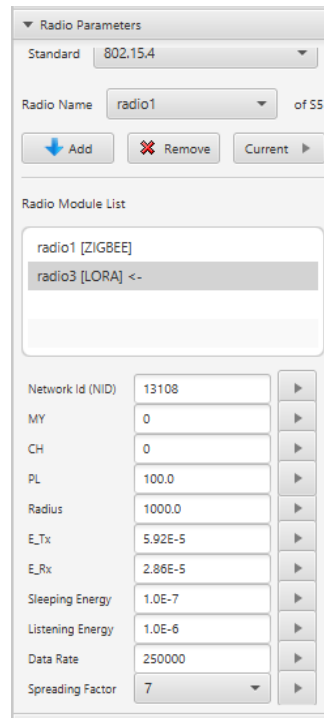 Radio Parameters
Standard 802.15.4
Radio Name radio1 of S5
Add Remove Current
Radio Module List
radio1 [ZIGBEE]
radio3 [LORA] <-
Network Id (NID) 13108
MY 0
CH 0
PL 100.0
Radius 1000.0
E_Tx 5.92E-5
E_Rx 2.86E-5
Sleeping Energy 1.0E-7
Listening Energy 1.0E-6
Data Rate 250000
Spreading Factor 7